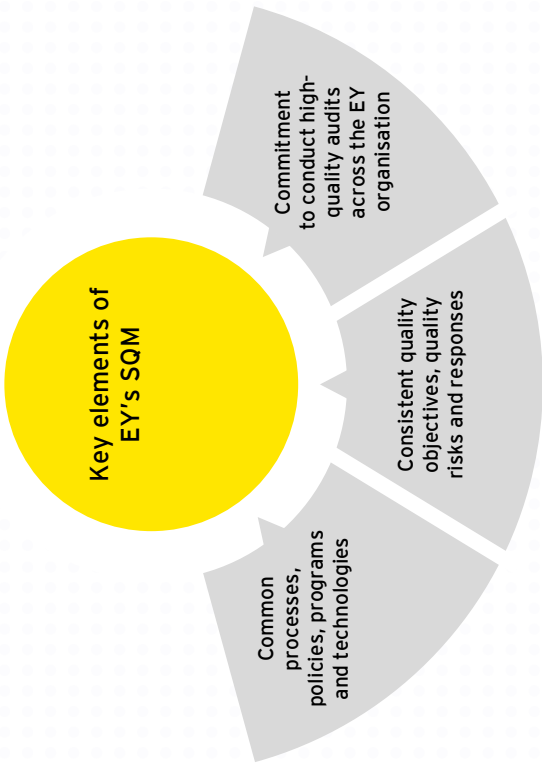 Key elements of
EY's SQM
Common
processes,
policies, programs
and technologies
Consistent quality
objectives, quality
risks and responses
Commitment
to conduct high-
quality audits
across the EY
organisation